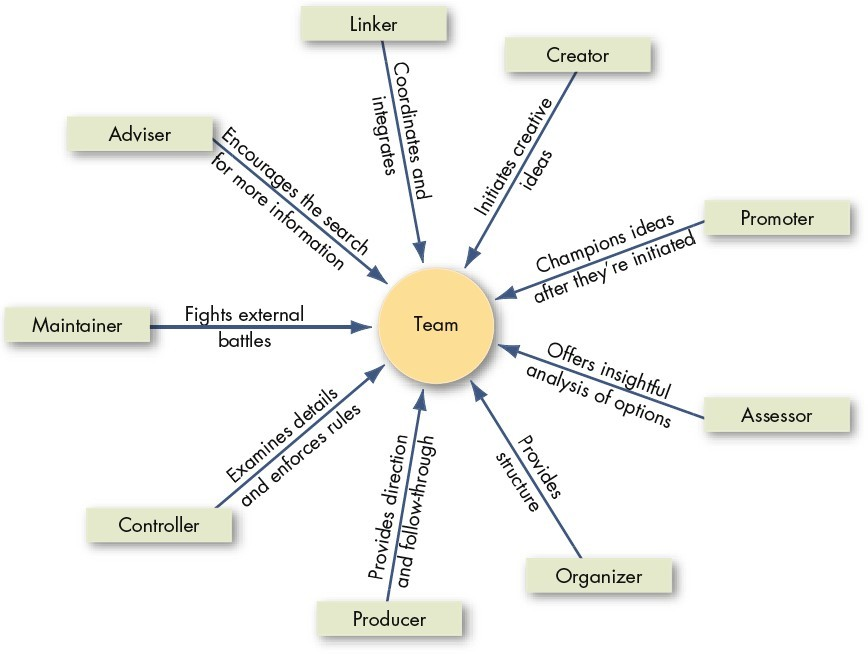 Linker
Coordinates and
integrates
Creator
Initiates creative
ideas
Promoter
Champions ideas
after they're initiated
Assessor
Offers insightful
analysis of options
Organizer
Provides
structure
Producer
Provides direction
and follow-through
Controller
Examines details
and enforces rules
Maintainer
Fights external
battles
Adviser
Encourages the search
for more information
Team